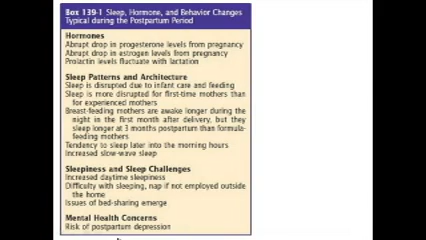 Box 139-1 Sleep, Hormone, and Behavior Changes
Typical during the Postpartum Period
Hormones
Abrupt drop in progesterone levels from pregnancy
Abrupt drop in estrogen levels from pregnancy
Prolactin levels fluctuate with lactation
Sleep Patterns and Architecture
Sleep is disrupted due to infant care and feeding
Sleep is more disrupted for first-time mothers than
for experienced mothers
Breast-feeding mothers are awake longer during the
night in the first month after delivery, but they
sleep longer at 3 months postpartum than formula-
feeding mothers
Tendency to sleep later into the morning hours
Increased slow-wave sleep
Sleepiness and Sleep Challenges
Increased daytime sleepiness
Difficulty with sleeping, nap if not employed outside
the home
Issues of bed-sharing emerge
Mental Health Concerns
Risk of postpartum depression